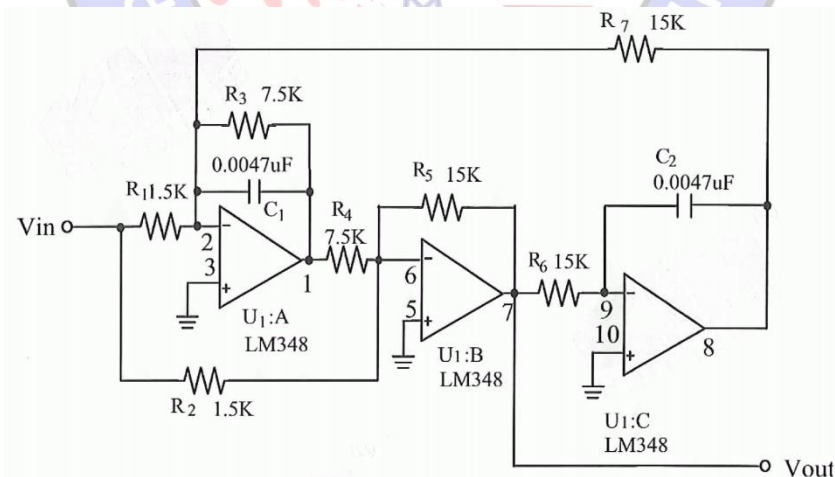 R7 15K
R3 7.5K
0.0047uF
C1
R1 1.5K
Vin
2
-
3
+
1
U1:A
LM348
R4
7.5K
R5 15K
6
-
5
+
7
U1:B
LM348
R2 1.5K
R6 15K
C2
0.0047uF
9
-
10
+
8
U1:C
LM348
Vout